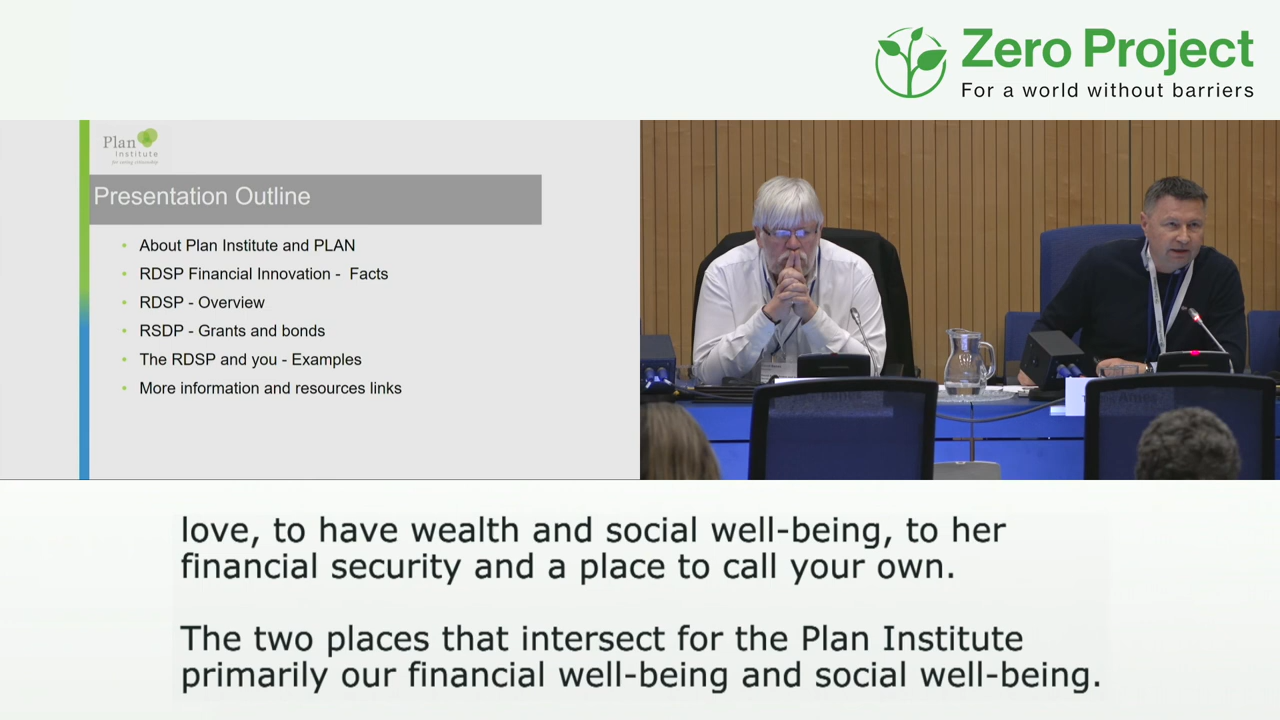 Zero Project
For a world without barriers
Plan
Institute
for caring citizenship
Presentation Outline
• About Plan Institute and PLAN
• RDSP Financial Innovation - Facts
• RDSP - Overview
• RSDP - Grants and bonds
• The RDSP and you - Examples
• More information and resources links
love, to have wealth and social well-being, to her
financial security and a place to call your own.
The two places that intersect for the Plan Institute
primarily our financial well-being and social well-being.